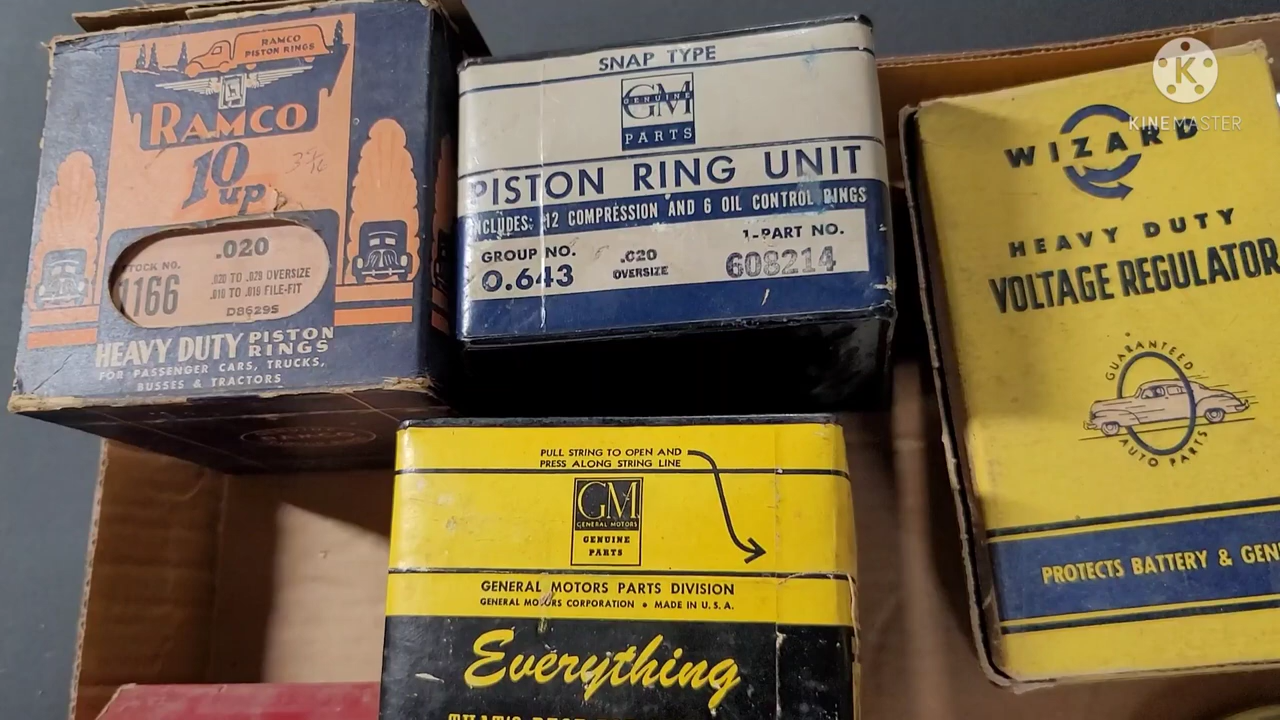 RAMCO
PISTON RINGS
RAMCO
10
up
.020
STOCK NO.
1166
.020 TO .029 OVERSIZE
.010 TO .019 FILE-FIT
D8629S
HEAVY DUTY PISTON RINGS
FOR PASSENGER CARS, TRUCKS,
BUSSES & TRACTORS
SNAP TYPE
GM
GENUINE
PARTS
PISTON RING UNIT
INCLUDES: 12 COMPRESSION AND 6 OIL CONTROL RINGS
GROUP NO. .020 1-PART NO.
0.643 OVERSIZE 608214
PULL STRING TO OPEN AND
PRESS ALONG STRING LINE
GM
GENERAL MOTORS
GENUINE
PARTS
GENERAL MOTORS PARTS DIVISION
GENERAL MOTORS CORPORATION • MADE IN U.S.A.
Everything
WIZARD
HEAVY DUTY
VOLTAGE REGULATOR
GUARANTEED
AUTO PARTS
PROTECTS BATTERY & GEN
K
KINEMASTER